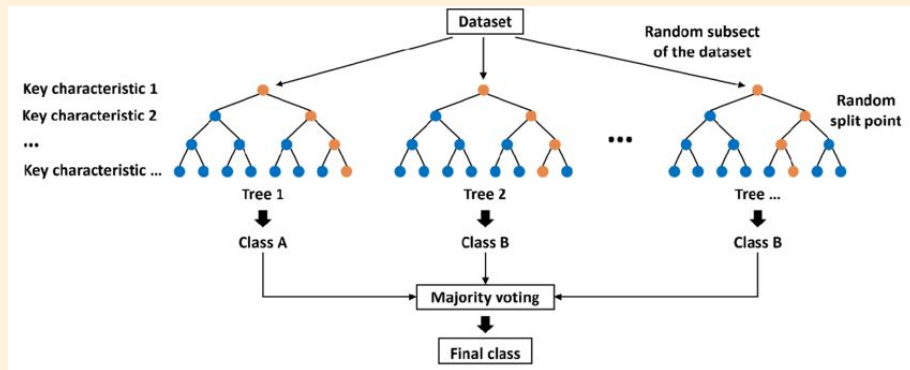 Dataset
Random subsect
of the dataset
Key characteristic 1
Key characteristic 2
Random
split point
...
...
Key characteristic ...
Tree 1
Tree 2
Tree ...
Class A
Class B
Class B
Majority voting
Final class